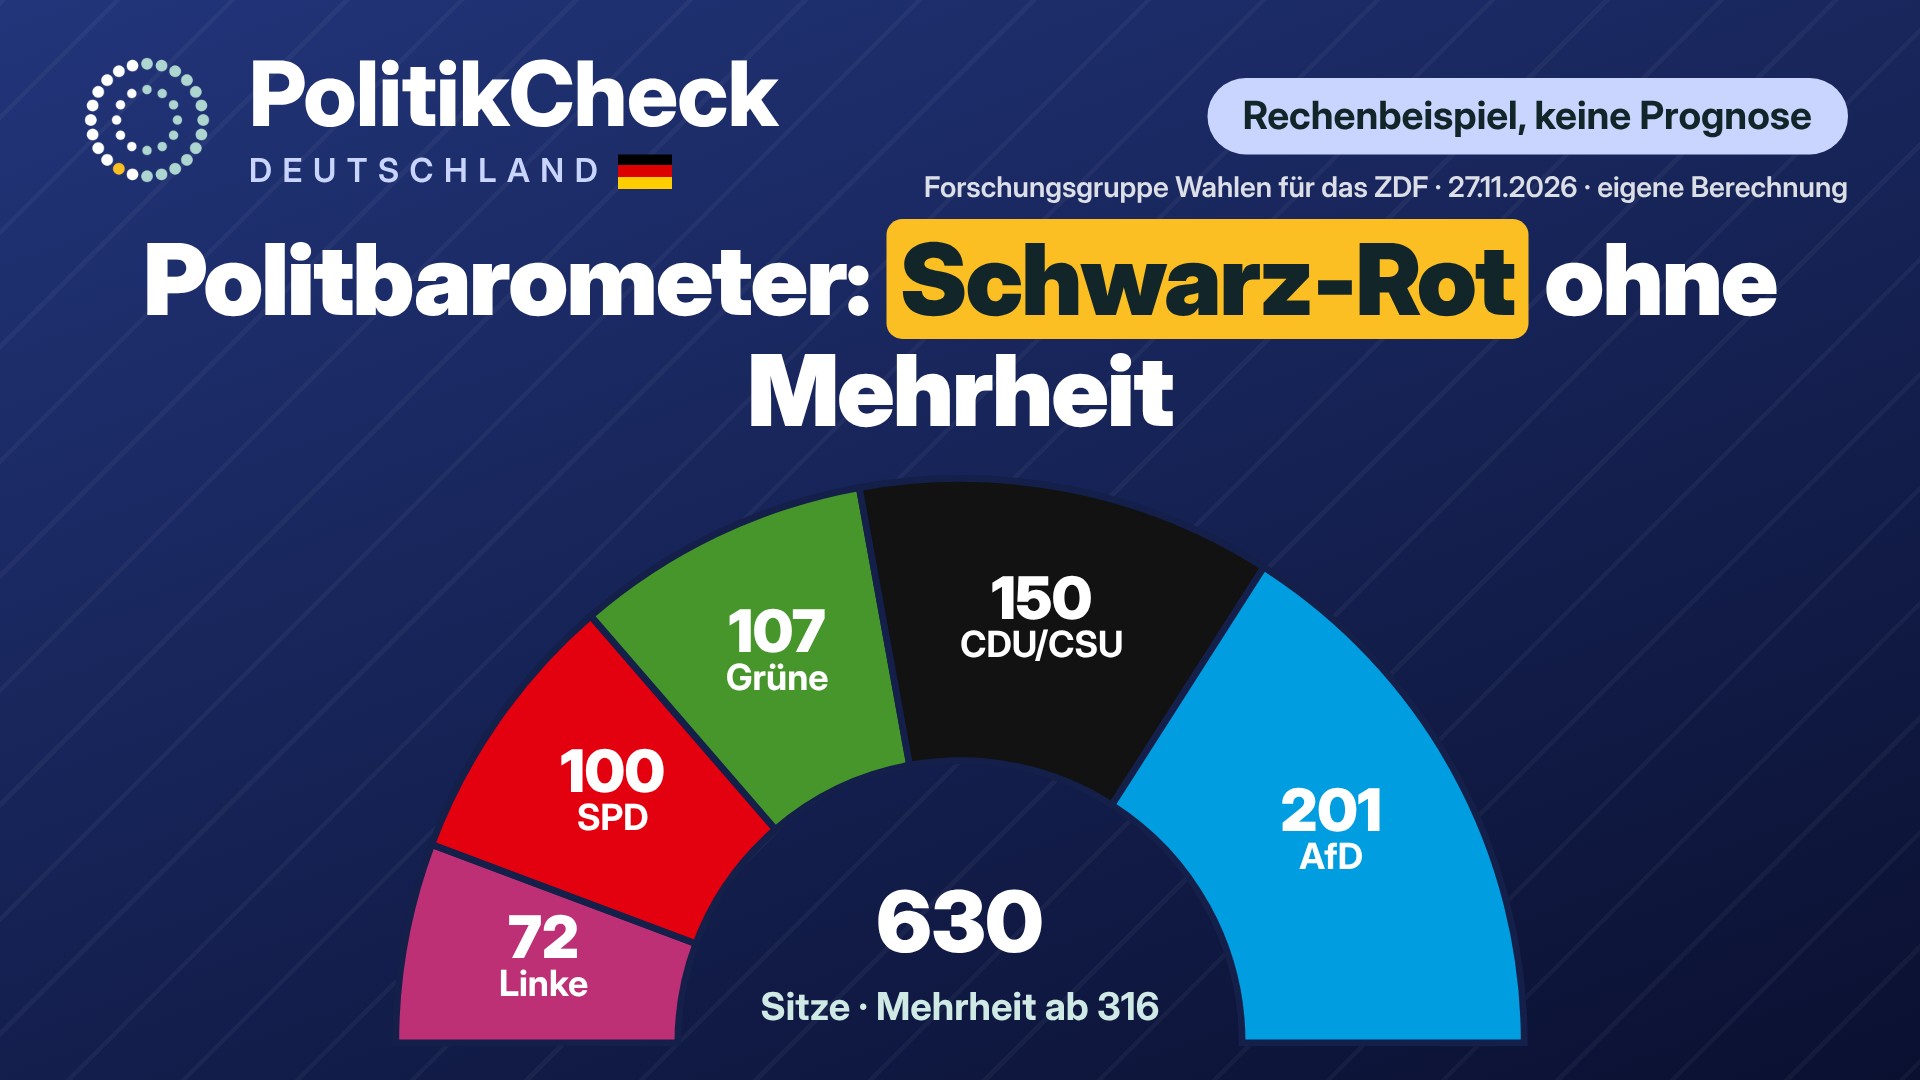 PolitikCheck
DEUTSCHLAND
Rechenbeispiel, keine Prognose
Forschungsgruppe Wahlen für das ZDF · 27.11.2026 · eigene Berechnung
Politbarometer: Schwarz-Rot ohne
Mehrheit
150
CDU/CSU
107
Grüne
100
SPD
201
AfD
72
Linke
630
Sitze · Mehrheit ab 316